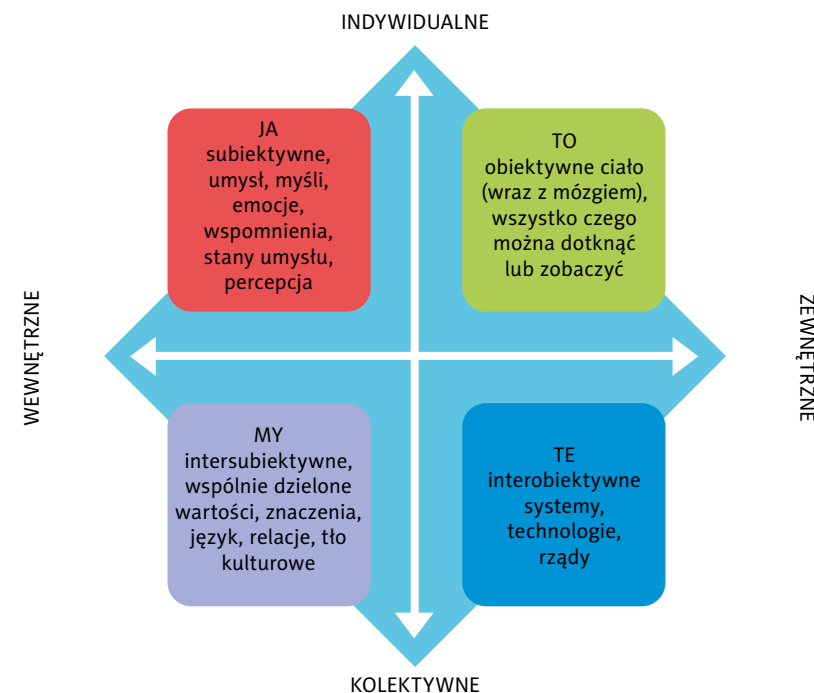 INDYWIDUALNE
JA
subiektywne,
umysł, myśli,
emocje,
wspomnienia,
stany umysłu,
percepcja
TO
obiektywne ciało
(wraz z mózgiem),
wszystko czego
można dotknąć
lub zobaczyć
WEWNĘTRZNE
ZEWNĘTRZNE
MY
intersubiektywne,
wspólnie dzielone
wartości, znaczenia,
język, relacje, tło
kulturowe
TE
interobiektywne
systemy,
technologie,
rządy
KOLEKTYWNE